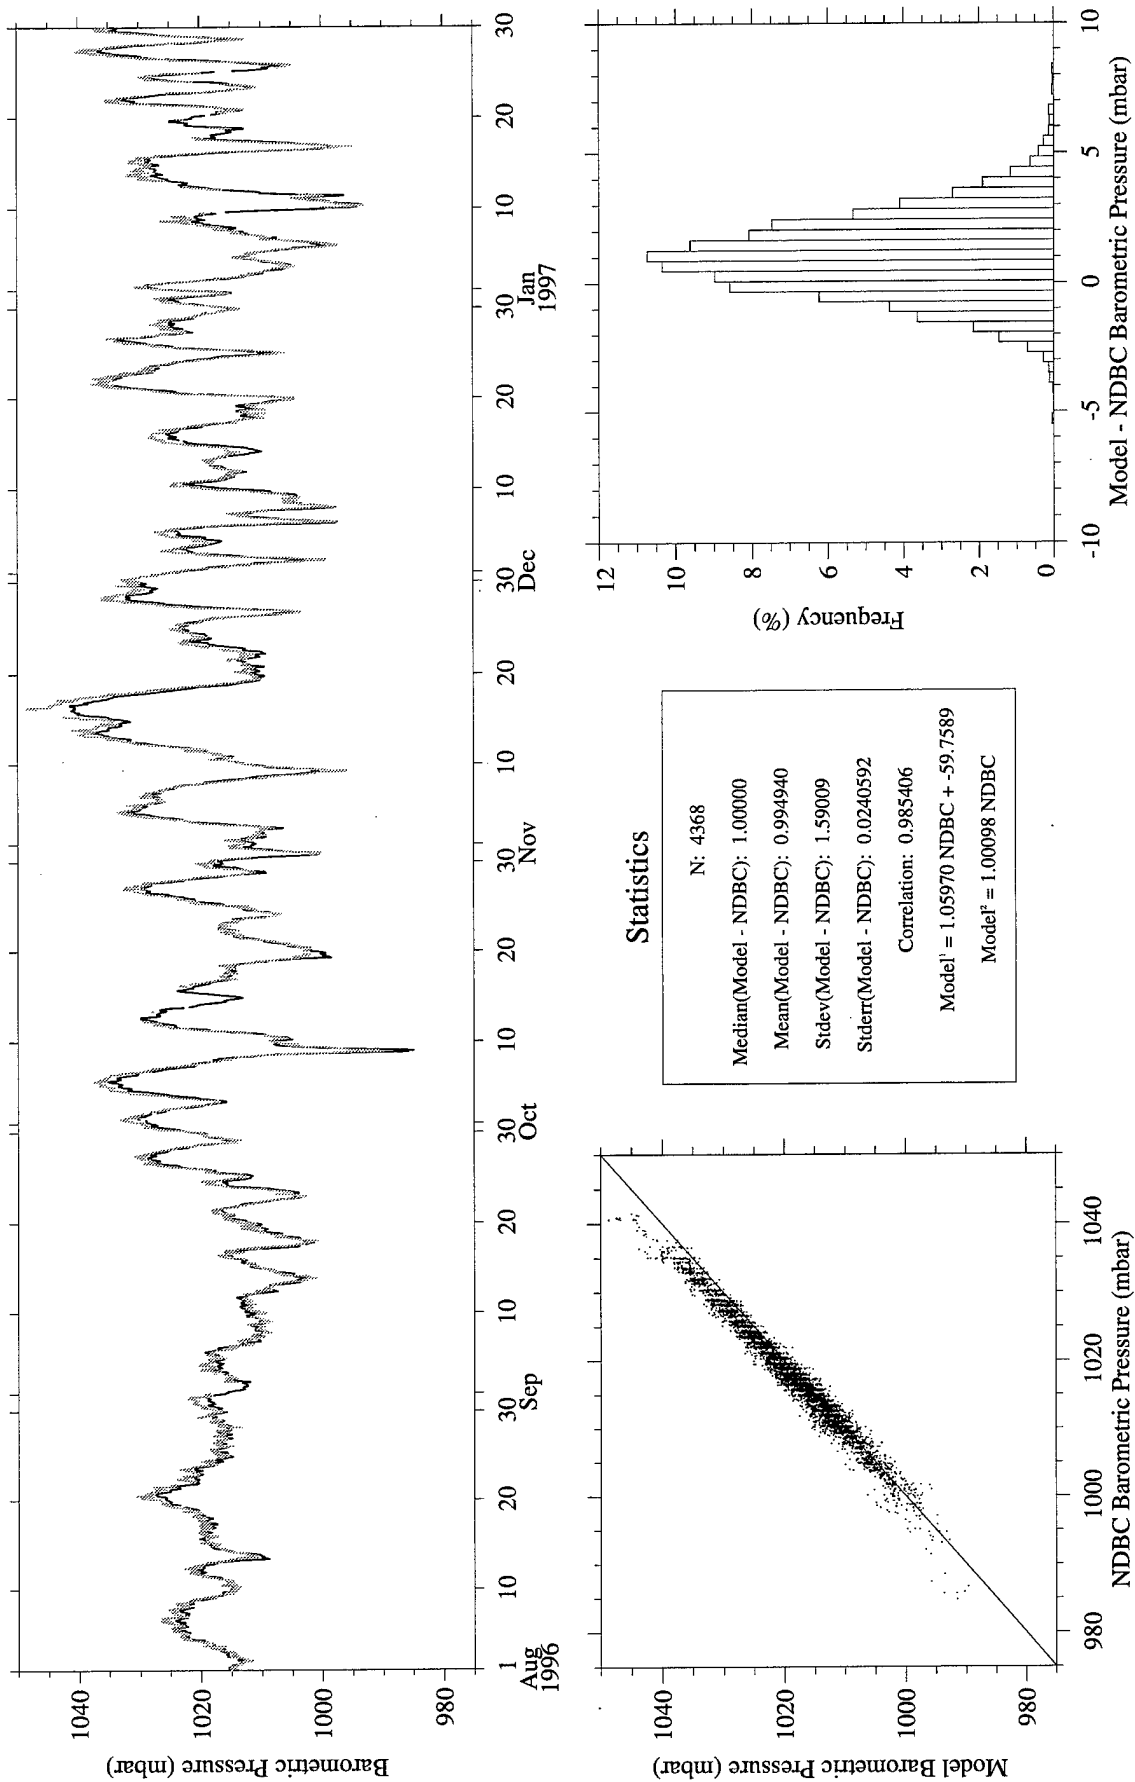 Barometric Pressure (mbar)
1040
1020
1000
980
1 10 20 30 10 20 30 10 20 30 10 20 30 10 20 30 10 20 30
Aug Sep Oct Nov Dec Jan
1996 1997
Model Barometric Pressure (mbar)
1040
1020
1000
980
980 1000 1020 1040
NDBC Barometric Pressure (mbar)
Statistics
N: 4368
Median(Model - NDBC): 1.00000
Mean(Model - NDBC): 0.994940
Stdev(Model - NDBC): 1.59009
Stderr(Model - NDBC): 0.0240592
Correlation: 0.985406
Model¹ = 1.05970 NDBC + -59.7589
Model² = 1.00098 NDBC
Frequency (%)
12
10
8
6
4
2
0
-10 -5 0 5 10
Model - NDBC Barometric Pressure (mbar)